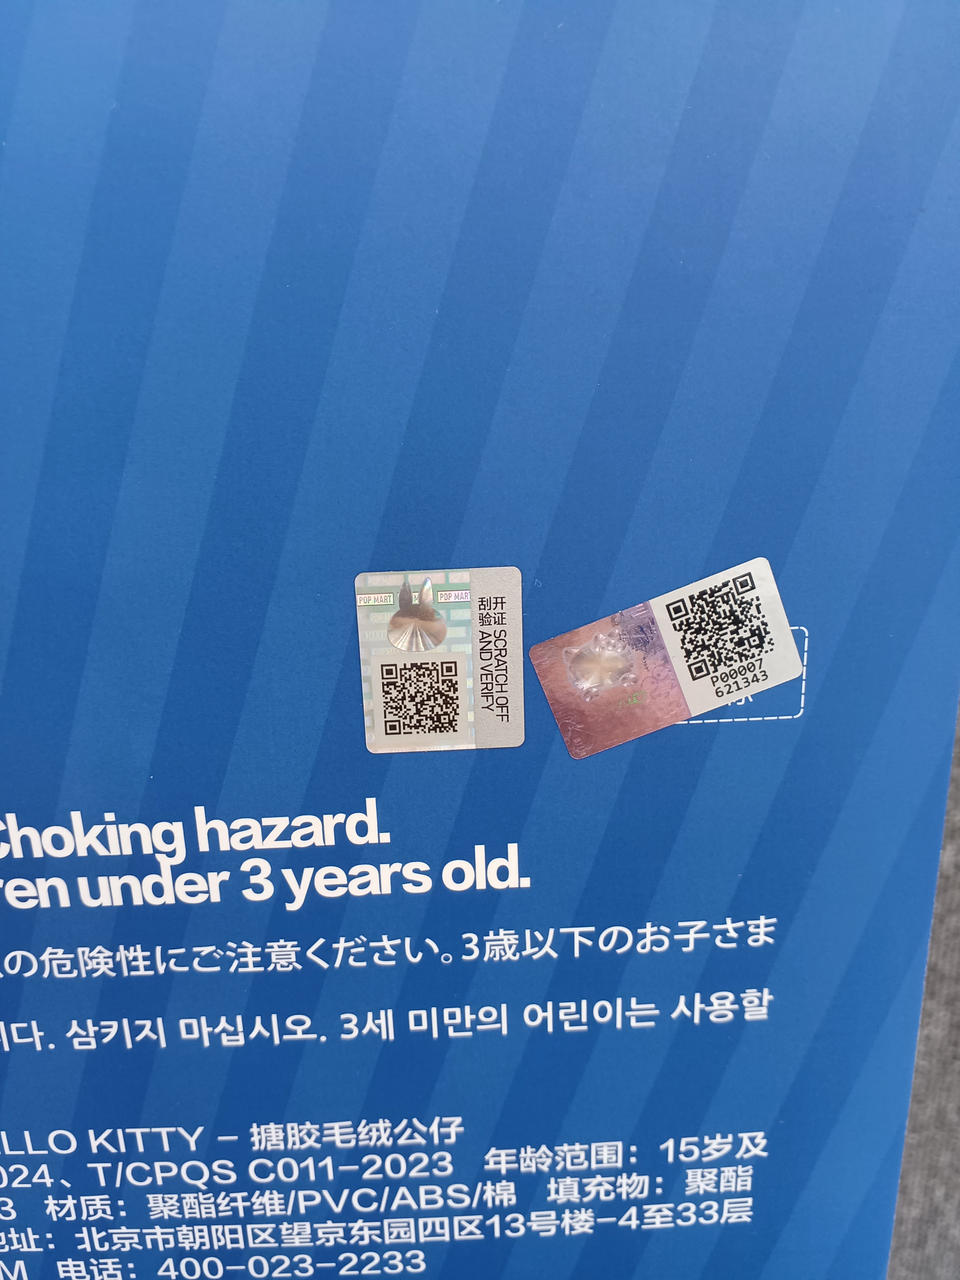 POP MART
POP MART
开 证
刮 验 SCRATCH OFF
AND VERIFY
P00007
621343
Choking hazard.
ren under 3 years old.
の危険性にご注意ください。3歳以下のお子さま
니다. 삼키지 마십시오. 3세 미만의 어린이는 사용할
LLO KITTY – 搪胶毛绒公仔
024、T/CPQS C011–2023 年龄范围：15岁及
3 材质：聚酯纤维/PVC/ABS/棉 填充物：聚酯
地址：北京市朝阳区望京东园四区13号楼–4至33层
M 电话：400–023–2233